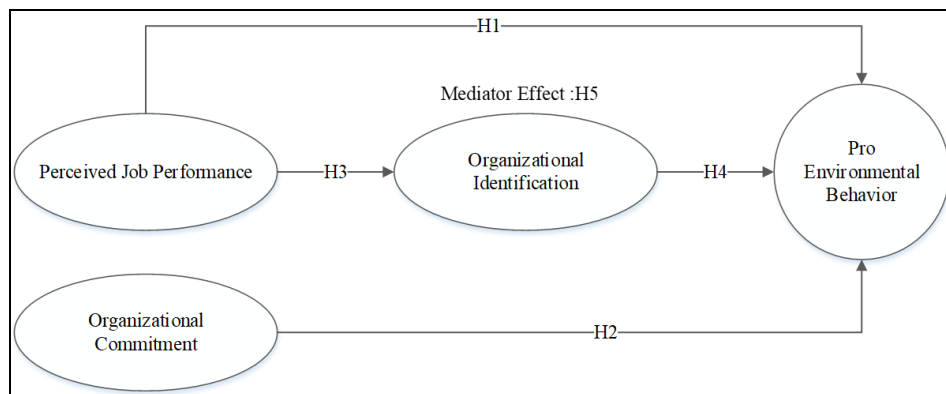 H1
Mediator Effect :H5
Perceived Job Performance
H3
Organizational
Identification
H4
Pro
Environmental
Behavior
Organizational
Commitment
H2